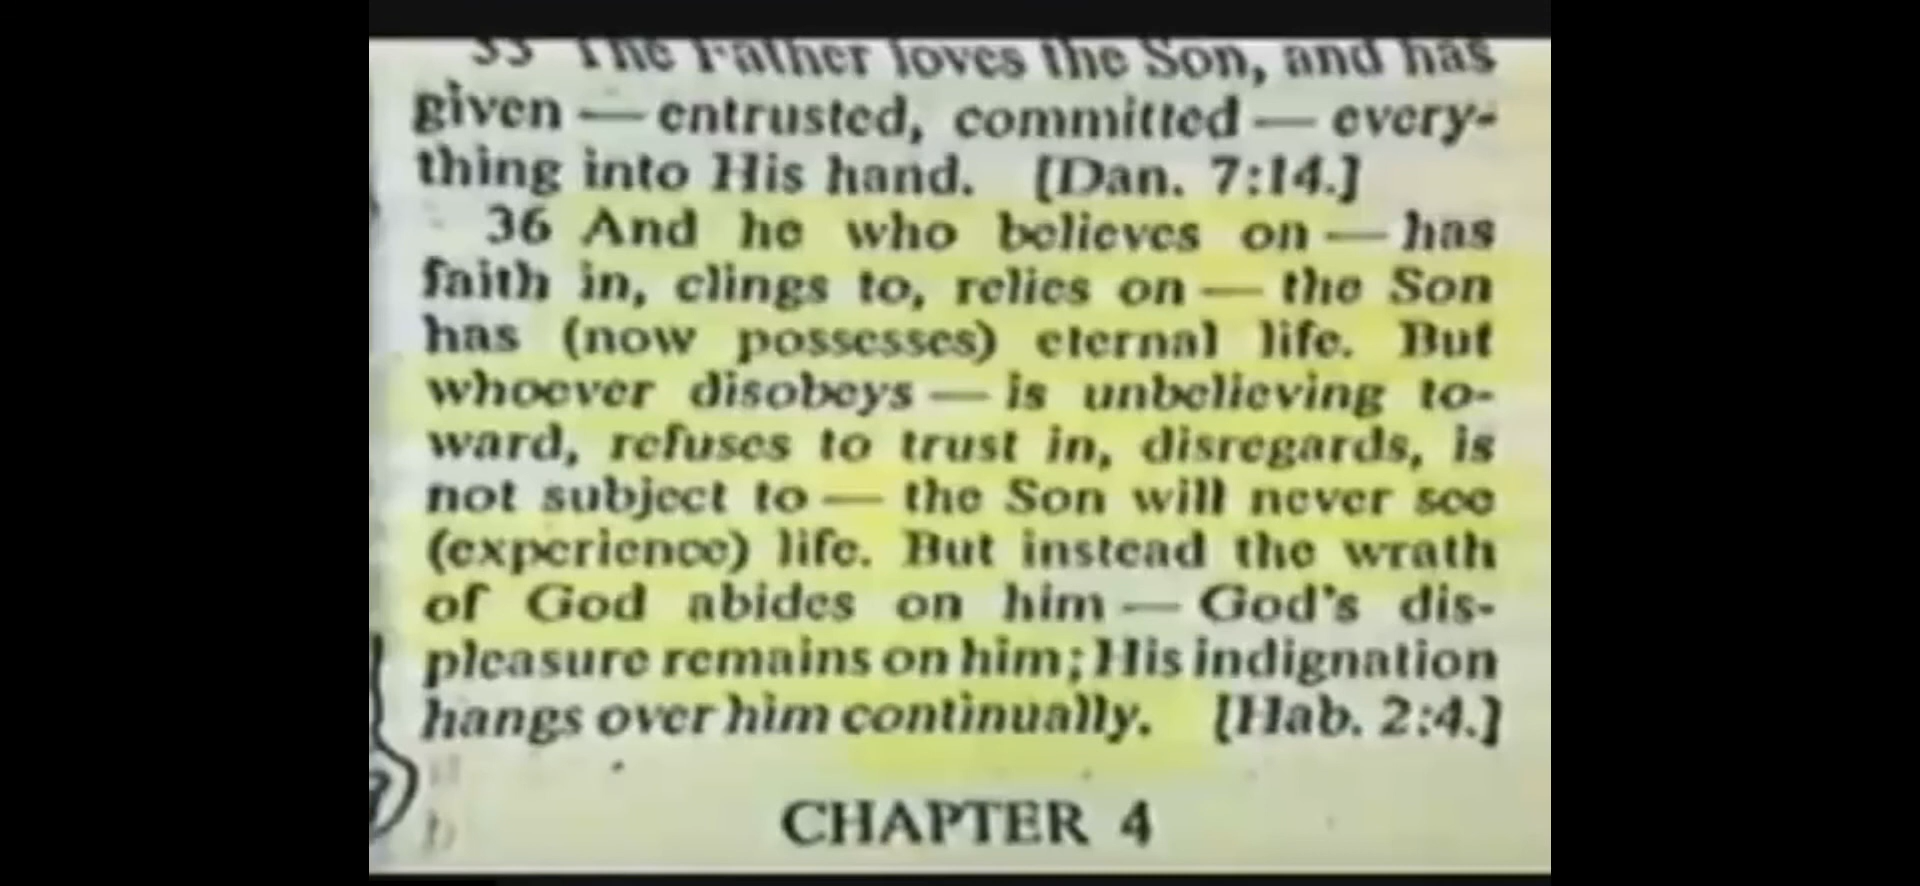 35 The Father loves the Son, and has
given — entrusted, committed — every-
thing into His hand. [Dan. 7:14.]
36 And he who believes on — has
faith in, clings to, relies on — the Son
has (now possesses) eternal life. But
whoever disobeys — is unbelieving to-
ward, refuses to trust in, disregards, is
not subject to — the Son will never see
(experience) life. But instead the wrath
of God abides on him — God's dis-
pleasure remains on him; His indignation
hangs over him continually. [Hab. 2:4.]
CHAPTER 4